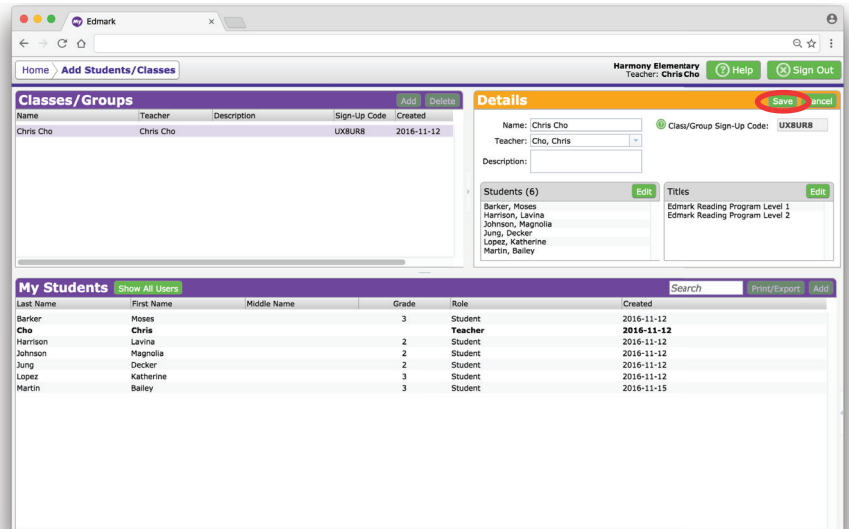 My Edmark
Home Add Students/Classes
Harmony Elementary
Teacher: Chris Cho
? Help
Sign Out
Classes/Groups Add Delete
Name Teacher Description Sign-Up Code Created
Chris Cho Chris Cho UX8UR8 2016-11-12
Details Save ancel
Name: Chris Cho Class/Group Sign-Up Code: UX8UR8
Teacher: Cho, Chris
Description:
Students (6) Edit
Barker, Moses
Harrison, Lavina
Johnson, Magnolia
Jung, Decker
Lopez, Katherine
Martin, Bailey
Titles Edit
Edmark Reading Program Level 1
Edmark Reading Program Level 2
My Students Show All Users Search Print/Export Add
Last Name First Name Middle Name Grade Role Created
Barker Moses 3 Student 2016-11-12
Cho Chris Teacher 2016-11-12
Harrison Lavina 2 Student 2016-11-12
Johnson Magnolia 2 Student 2016-11-12
Jung Decker 2 Student 2016-11-12
Lopez Katherine 3 Student 2016-11-12
Martin Bailey 3 Student 2016-11-15